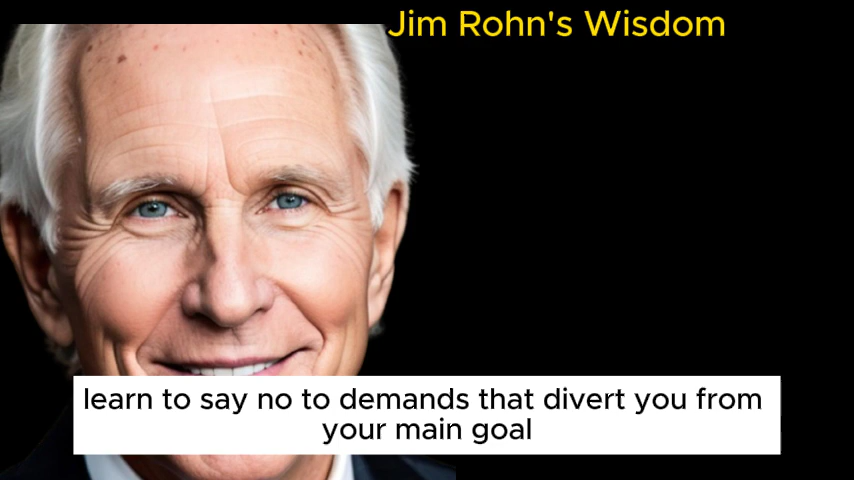 Jim Rohn's Wisdom
learn to say no to demands that divert you from
your main goal